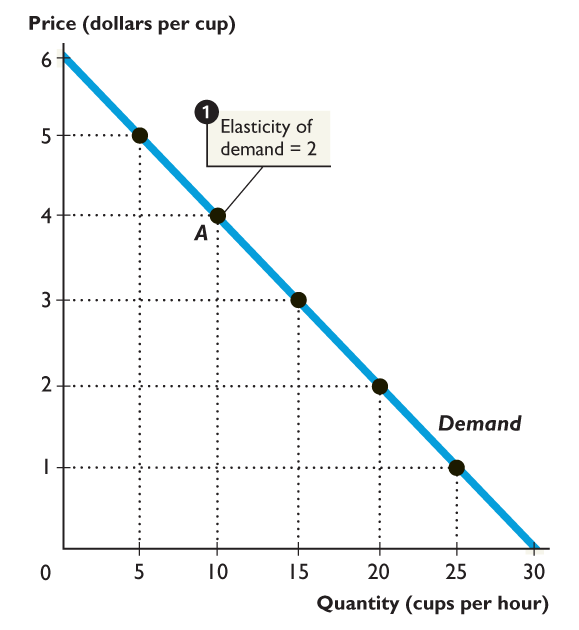 Price (dollars per cup)
6
1
Elasticity of
demand = 2
5
4
A
3
2
Demand
1
0
5
10
15
20
25
30
Quantity (cups per hour)